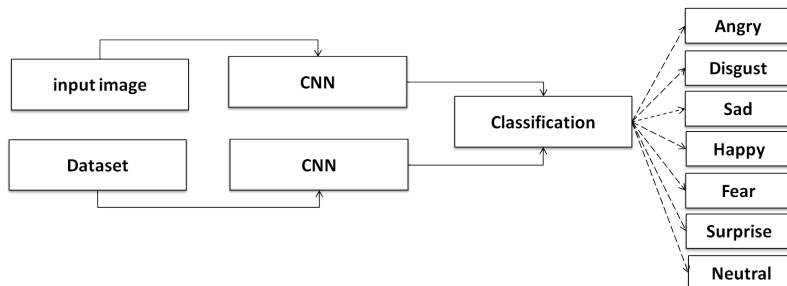 input image
CNN
Dataset
CNN
Classification
Angry
Disgust
Sad
Happy
Fear
Surprise
Neutral